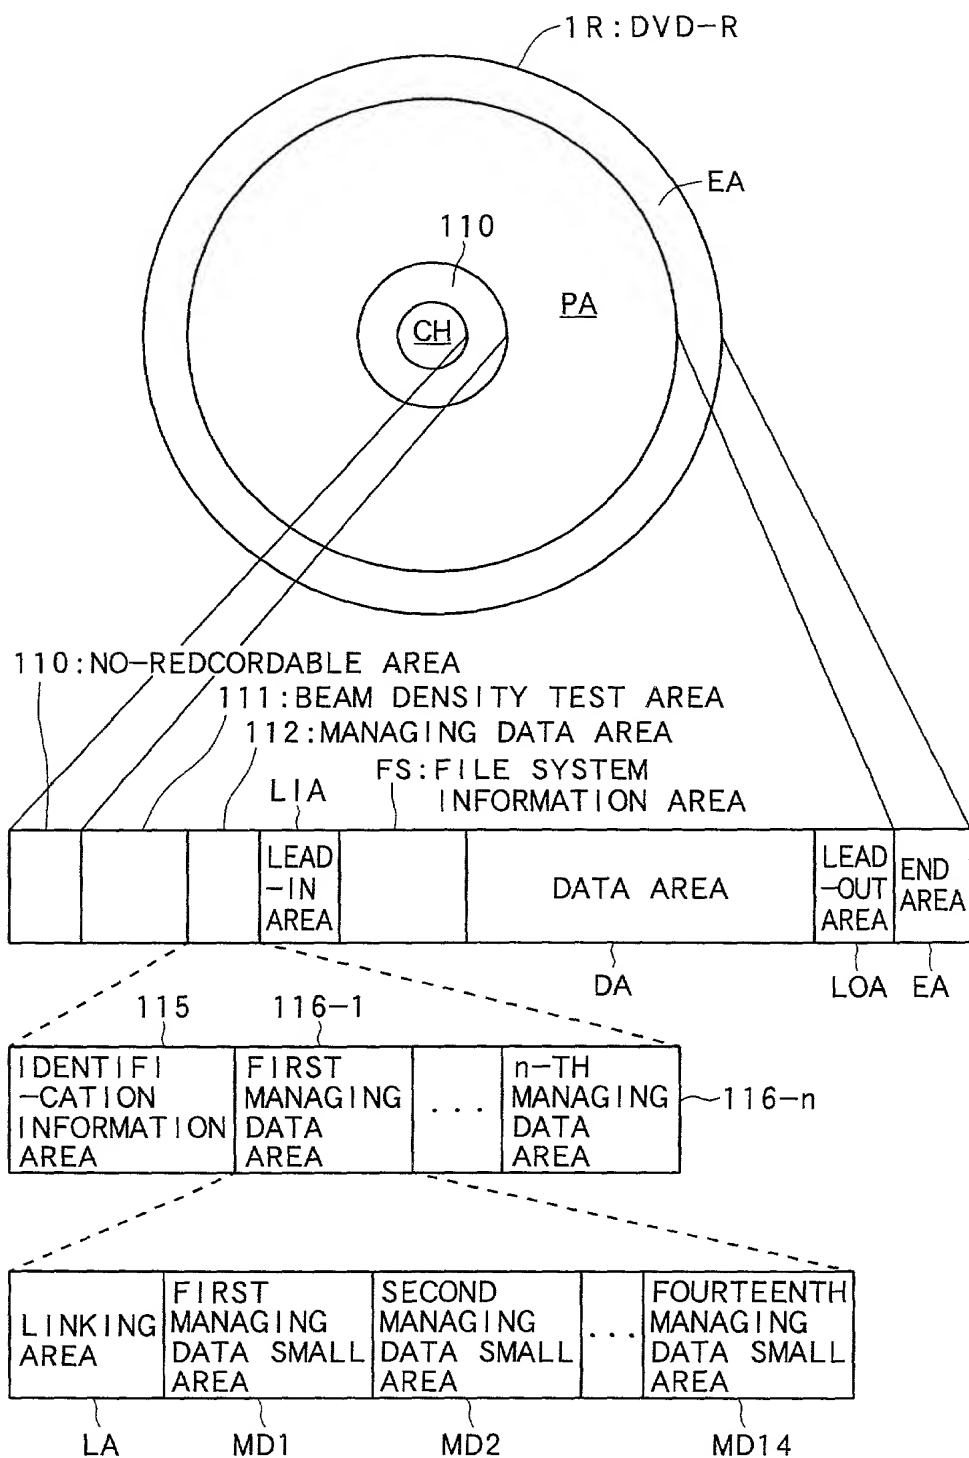 1R:DVD-R
EA
110
PA
CH
110:NO-REDCORDABLE AREA
111:BEAM DENSITY TEST AREA
112:MANAGING DATA AREA
LIA
FS:FILE SYSTEM
INFORMATION AREA
LEAD
-IN
AREA
DATA AREA
LEAD
-OUT
AREA
END
AREA
DA
LOA
EA
115
116-1
IDENTIFI
-CATION
INFORMATION
AREA
FIRST
MANAGING
DATA
AREA
...
n-TH
MANAGING
DATA
AREA
116-n
LINKING
AREA
FIRST
MANAGING
DATA SMALL
AREA
SECOND
MANAGING
DATA SMALL
AREA
...
FOURTEENTH
MANAGING
DATA SMALL
AREA
LA
MD1
MD2
MD14